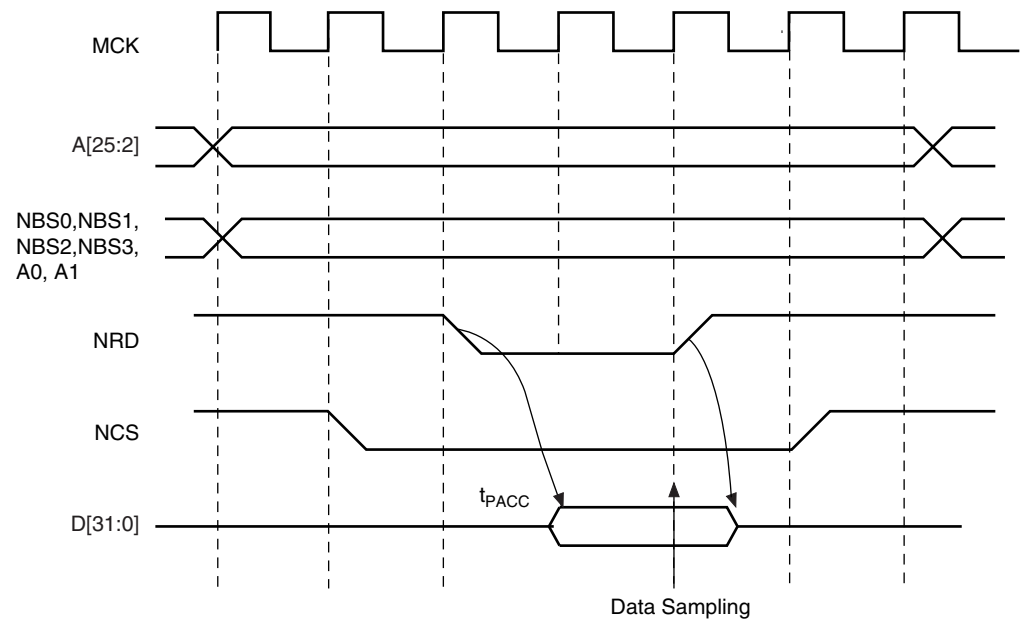 MCK
A[25:2]
NBS0,NBS1,
NBS2,NBS3,
A0, A1
NRD
NCS
tPACC
D[31:0]
Data Sampling